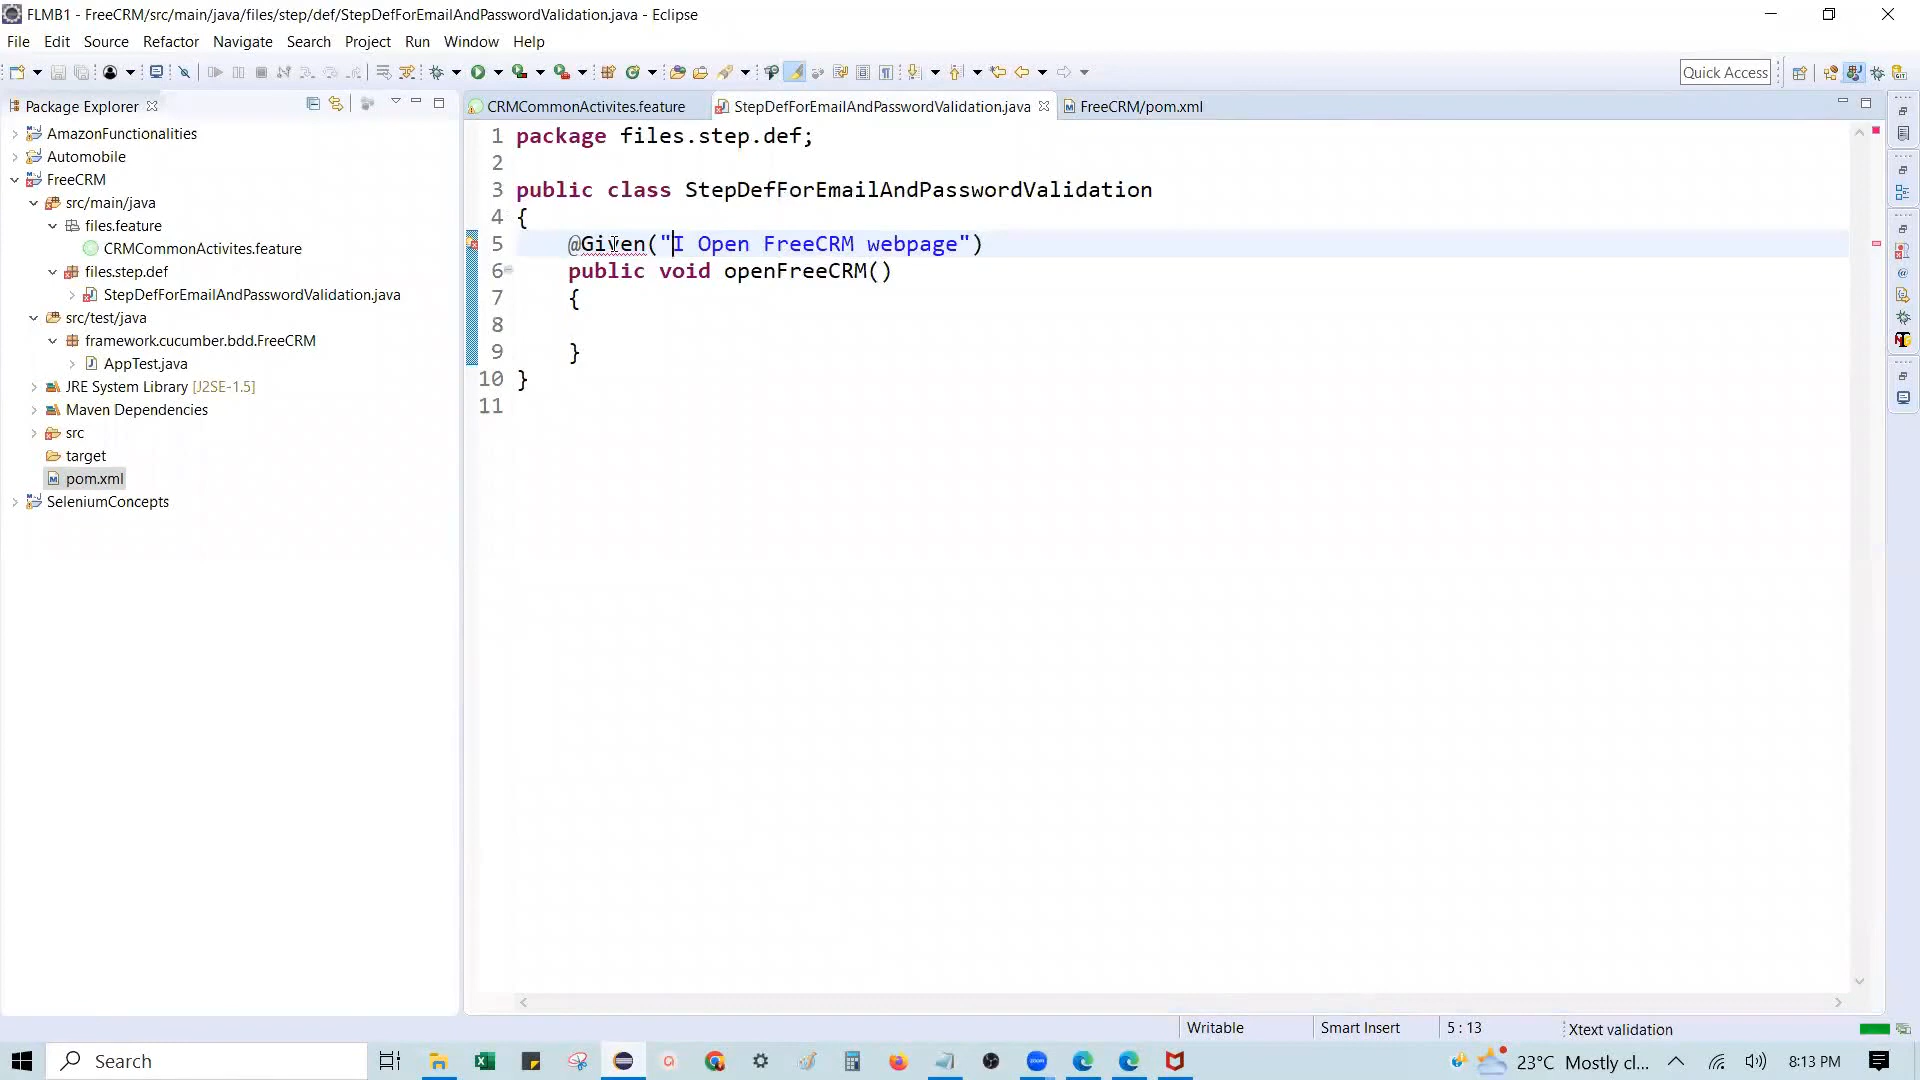 FLMB1 - FreeCRM/src/main/java/files/step/def/StepDefForEmailAndPasswordValidation.java - Eclipse
File Edit Source Refactor Navigate Search Project Run Window Help
Quick Access
Package Explorer
AmazonFunctionalities
Automobile
FreeCRM
src/main/java
files.feature
CRMCommonActivites.feature
files.step.def
StepDefForEmailAndPasswordValidation.java
src/test/java
framework.cucumber.bdd.FreeCRM
AppTest.java
JRE System Library [J2SE-1.5]
Maven Dependencies
src
target
pom.xml
SeleniumConcepts
CRMCommonActivites.feature StepDefForEmailAndPasswordValidation.java FreeCRM/pom.xml
1 package files.step.def;
2
3 public class StepDefForEmailAndPasswordValidation
4 {
5 @Given("I Open FreeCRM webpage")
6 public void openFreeCRM()
7 {
8
9 }
10 }
11
Writable Smart Insert 5 : 13 Xtext validation
Search 23°C Mostly cl... 8:13 PM